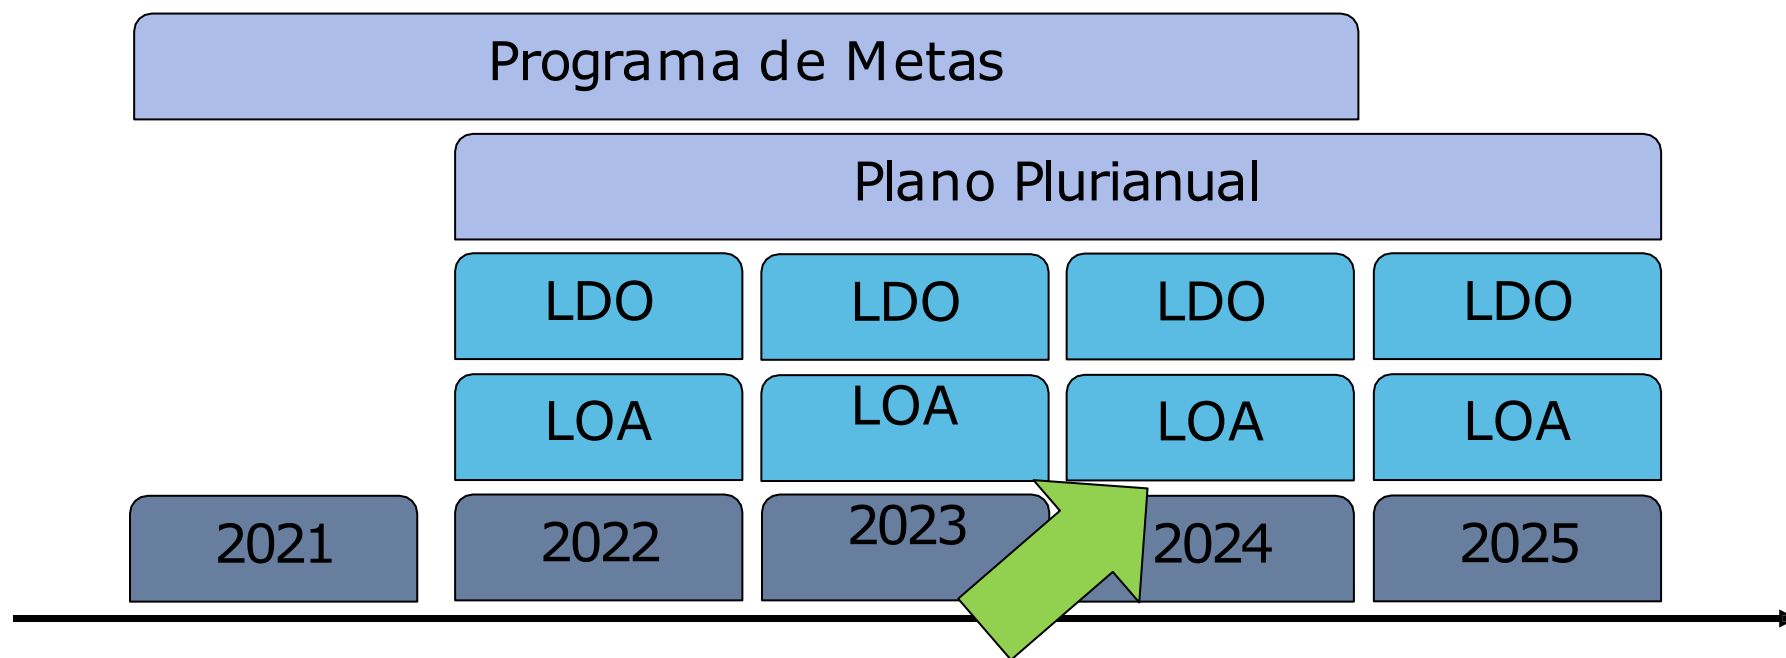 Programa de Metas
Plano Plurianual
LDO LDO LDO LDO
LOA LOA LOA LOA
2021 2022 2023 2024 2025